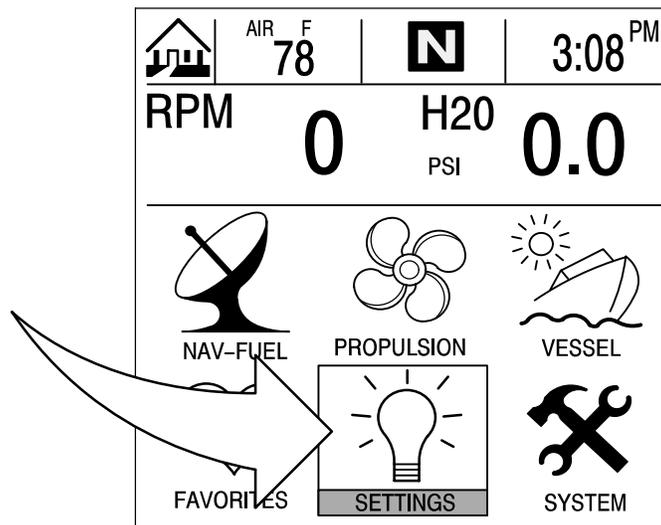 AIR F
78
N
3:08 PM
RPM 0 H20 PSI 0.0
NAV-FUEL PROPULSION VESSEL
FAVORITES SETTINGS SYSTEM